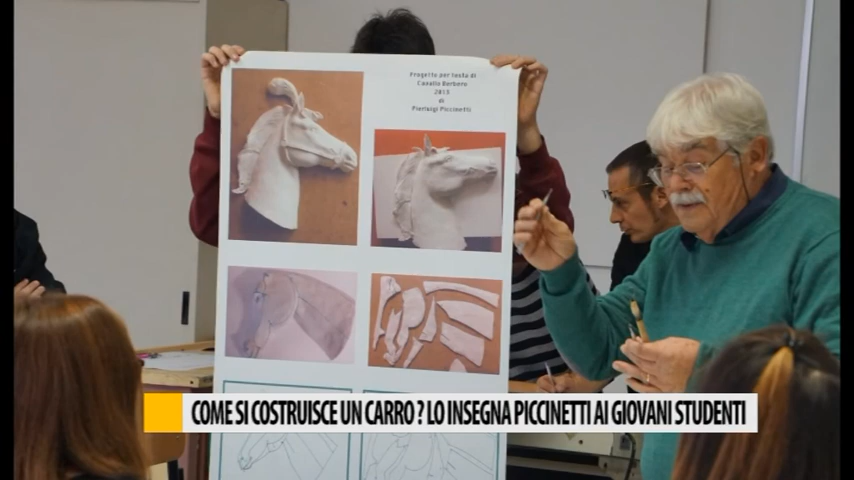 Progetto per testa di
Cavallo Berbero
2015
di
Pierluigi Piccinetti
COME SI COSTRUISCE UN CARRO ? LO INSEGNA PICCINETTI AI GIOVANI STUDENTI